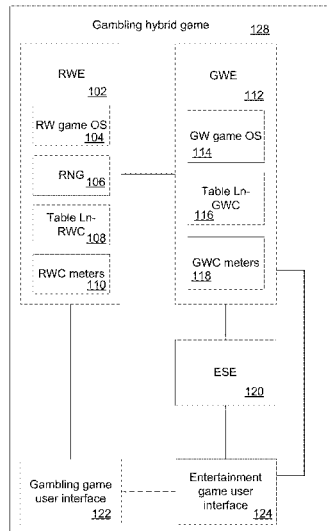 Gambling hybrid game
128
RWE
102
RW game OS
104
RNG
106
Table Ln-
RWC
108
RWC meters
110
GWE
112
GW game OS
114
Table Ln-
GWC
116
GWC meters
118
ESE
120
Gambling game
user interface
122
Entertainment
game user
interface
124